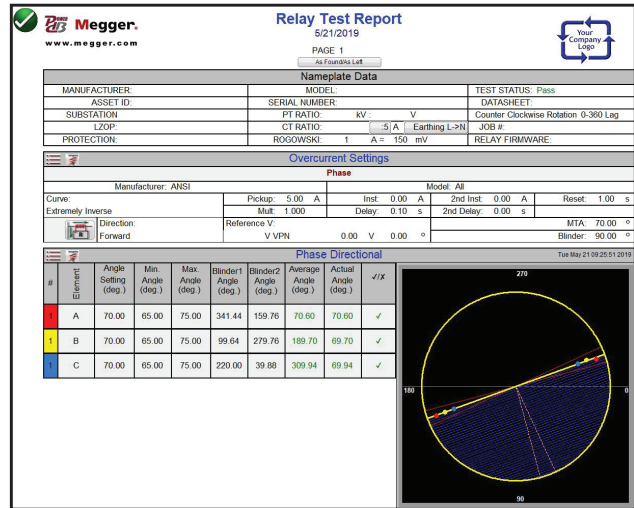 Power DB Megger.
www.megger.com
Relay Test Report
5/21/2019
PAGE 1
As Found/As Left
Your
Company
Logo
Nameplate Data
MANUFACTURER: MODEL: TEST STATUS: Pass
ASSET ID: SERIAL NUMBER: DATASHEET:
SUBSTATION PT RATIO: kV : V Counter Clockwise Rotation 0-360 Lag
LZOP: CT RATIO: :5 A Earthing L->N JOB #:
PROTECTION: ROGOWSKI: 1 A = 150 mV RELAY FIRMWARE:
Overcurrent Settings
Phase
Manufacturer: ANSI Model: All
Curve: Pickup: 5.00 A Inst: 0.00 A 2nd Inst: 0.00 A Reset: 1.00 s
Extremely Inverse Mult: 1.000 Delay: 0.10 s 2nd Delay: 0.00 s
Direction: Reference V: MTA: 70.00 º
Forward V VPN 0.00 V 0.00 º Blinder: 90.00 º
Phase Directional Tue May 21 09:25:51 2019
# Element Angle Setting (deg.) Min. Angle (deg.) Max. Angle (deg.) Blinder1 Angle (deg.) Blinder2 Angle (deg.) Average Angle (deg.) Actual Angle (deg.) ✓/X
1 A 70.00 65.00 75.00 341.44 159.76 70.60 70.60 ✓
1 B 70.00 65.00 75.00 99.64 279.76 189.70 69.70 ✓
1 C 70.00 65.00 75.00 220.00 39.88 309.94 69.94 ✓
270
180 0
90